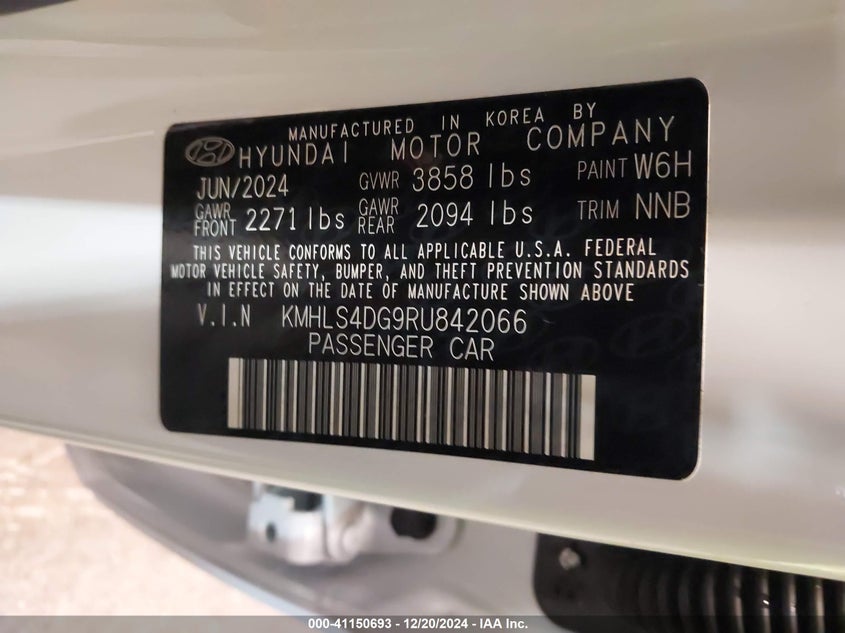 MANUFACTURED IN KOREA BY
HYUNDAI MOTOR COMPANY
JUN/2024 GVWR 3858 lbs PAINT W6H
GAWR FRONT 2271 lbs GAWR REAR 2094 lbs TRIM NNB
THIS VEHICLE CONFORMS TO ALL APPLICABLE U.S.A. FEDERAL
MOTOR VEHICLE SAFETY, BUMPER, AND THEFT PREVENTION STANDARDS
IN EFFECT ON THE DATE OF MANUFACTURE SHOWN ABOVE
V.I.N KMHLS4DG9RU842066
PASSENGER CAR
000-41150693 - 12/20/2024 - IAA Inc.